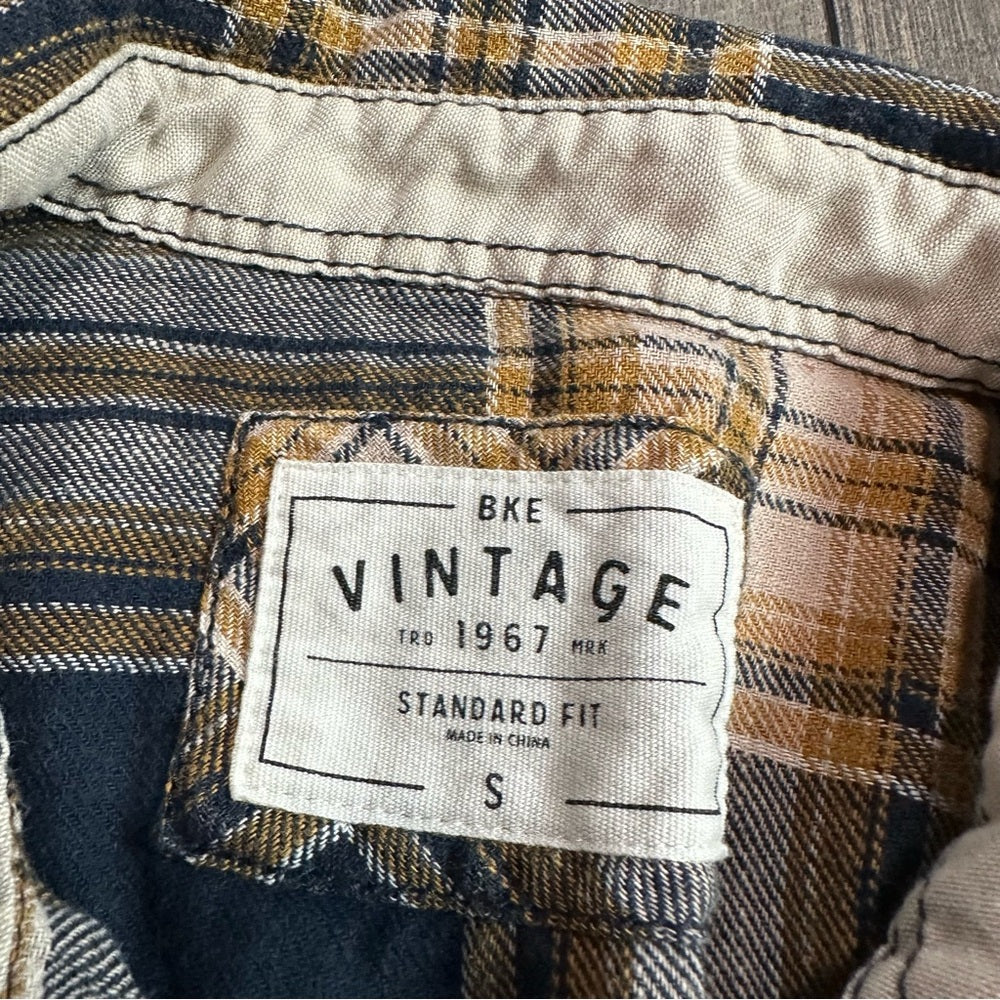 BKE
VINTAGE
TRD 1967 MRK
STANDARD FIT
MADE IN CHINA
S